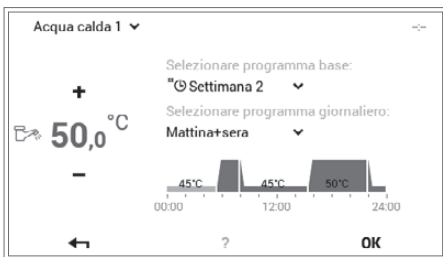 Acqua calda 1
-:-
Selezionare programma base:
"Settimana 2
+
Selezionare programma giornaliero:
50,0°C
Mattina+sera
−
45°C 45°C 50°C
00:00 12:00 24:00
? OK